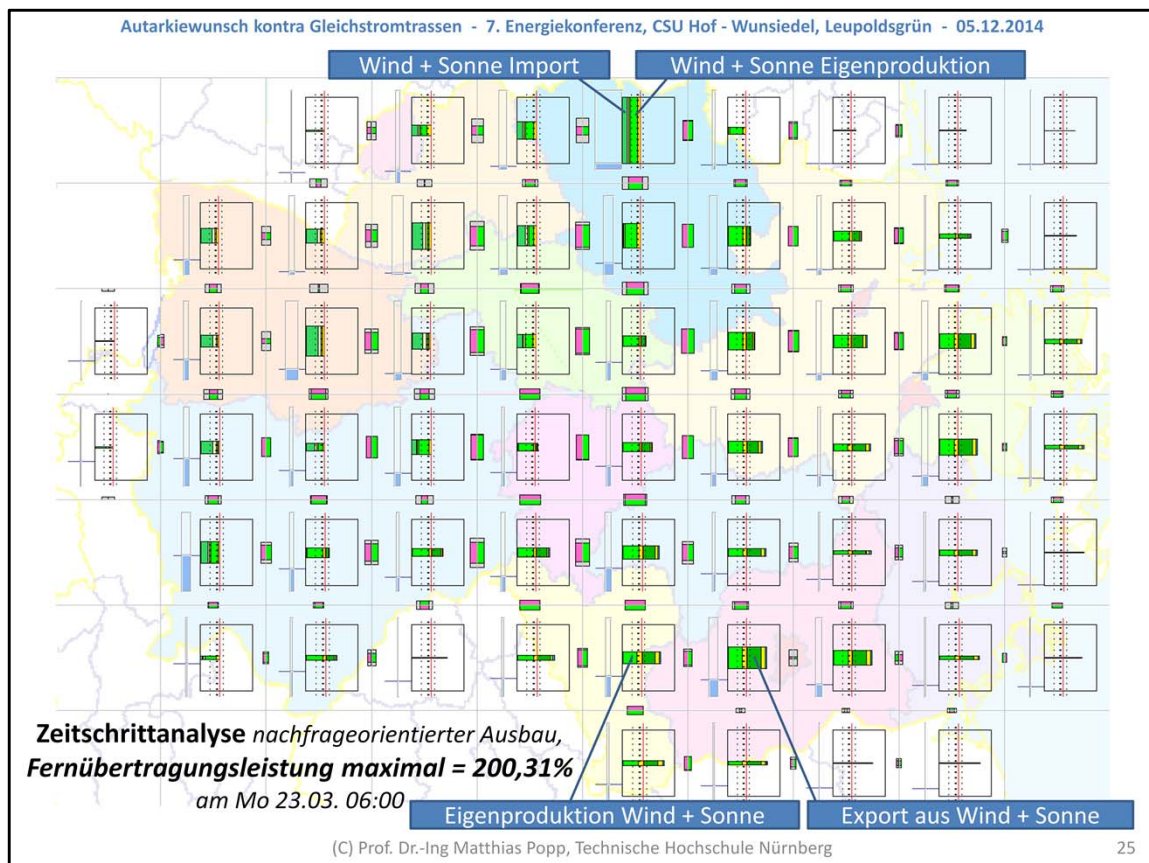 Autarkiewunsch kontra Gleichstromtrassen - 7. Energiekonferenz, CSU Hof - Wunsiedel, Leupoldsgrün - 05.12.2014
Wind + Sonne Import
Wind + Sonne Eigenproduktion
Zeitschrittanalyse nachfrageorientierter Ausbau,
Fernübertragungsleistung maximal = 200,31%
am Mo 23.03. 06:00
Eigenproduktion Wind + Sonne
Export aus Wind + Sonne
(C) Prof. Dr.-Ing Matthias Popp, Technische Hochschule Nürnberg
25